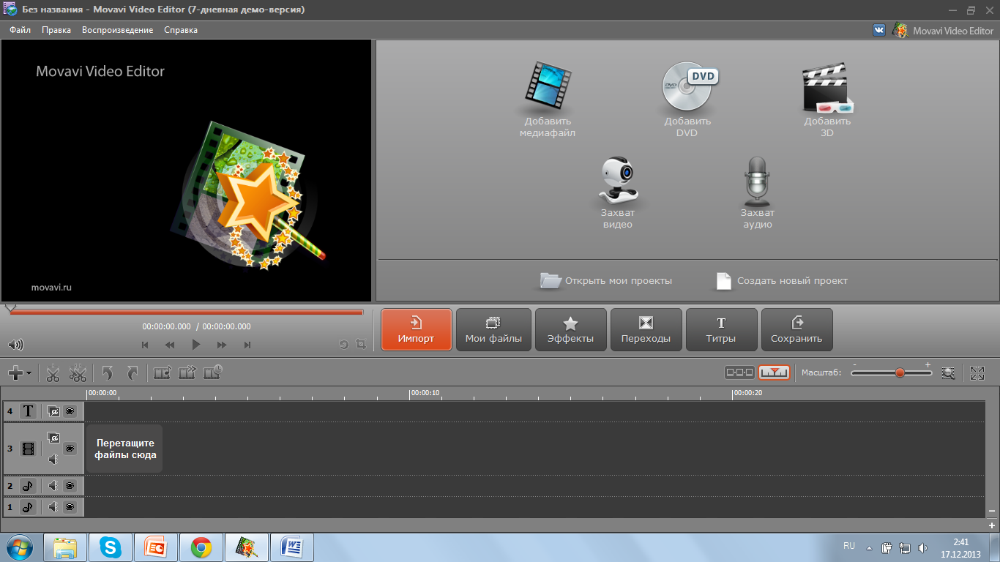 Без названия - Movavi Video Editor (7-дневная демо-версия)
Файл Правка Воспроизведение Справка
Movavi Video Editor
Movavi Video Editor
movavi.ru
DVD
DVD
Добавить
медиафайл
Добавить
DVD
Добавить
3D
Захват
видео
Захват
аудио
Открыть мои проекты
Создать новый проект
00:00:00.000 / 00:00:00.000
Импорт
Мои файлы
Эффекты
T
Переходы
Титры
Сохранить
Масштаб:
- +
00:00:00 00:00:10 00:00:20
4 T α
3 α
Перетащите
файлы сюда
2
1
RU
2:41
17.12.2013